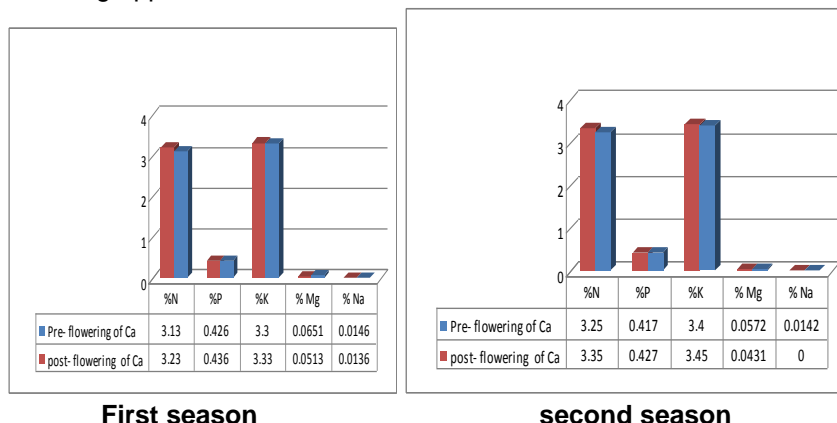 4
3
2
1
0
%N %P %K % Mg % Na
Pre- flowering of Ca 3.13 0.426 3.3 0.0651 0.0146
post- flowering of Ca 3.23 0.436 3.33 0.0513 0.0136
First season
4
3
2
1
0
%N %P %K % Mg % Na
Pre- flowering of Ca 3.25 0.417 3.4 0.0572 0.0142
post- flowering of Ca 3.35 0.427 3.45 0.0431 0
second season